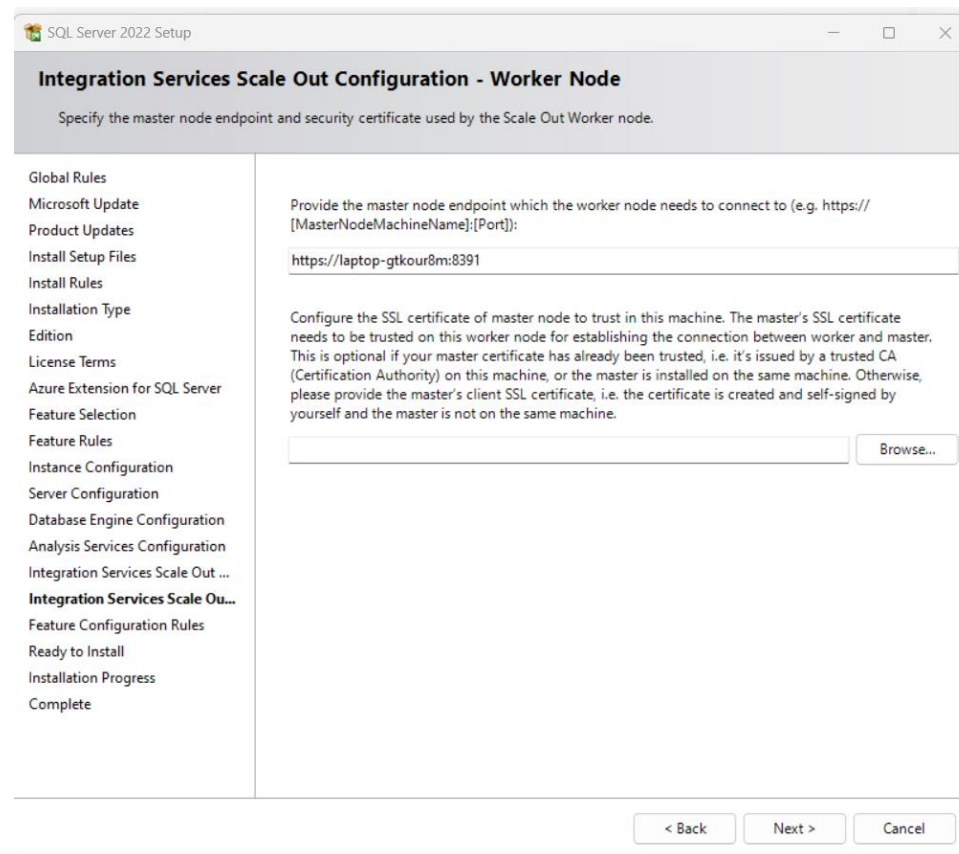 SQL Server 2022 Setup
Integration Services Scale Out Configuration - Worker Node
Specify the master node endpoint and security certificate used by the Scale Out Worker node.
Global Rules
Microsoft Update
Product Updates
Install Setup Files
Install Rules
Installation Type
Edition
License Terms
Azure Extension for SQL Server
Feature Selection
Feature Rules
Instance Configuration
Server Configuration
Database Engine Configuration
Analysis Services Configuration
Integration Services Scale Out ...
Integration Services Scale Ou...
Feature Configuration Rules
Ready to Install
Installation Progress
Complete
Provide the master node endpoint which the worker node needs to connect to (e.g. https://
[MasterNodeMachineName]:[Port]):
https://laptop-gtkour8m:8391
Configure the SSL certificate of master node to trust in this machine. The master's SSL certificate
needs to be trusted on this worker node for establishing the connection between worker and master.
This is optional if your master certificate has already been trusted, i.e. it's issued by a trusted CA
(Certification Authority) on this machine, or the master is installed on the same machine. Otherwise,
please provide the master's client SSL certificate, i.e. the certificate is created and self-signed by
yourself and the master is not on the same machine.
Browse...
< Back Next > Cancel